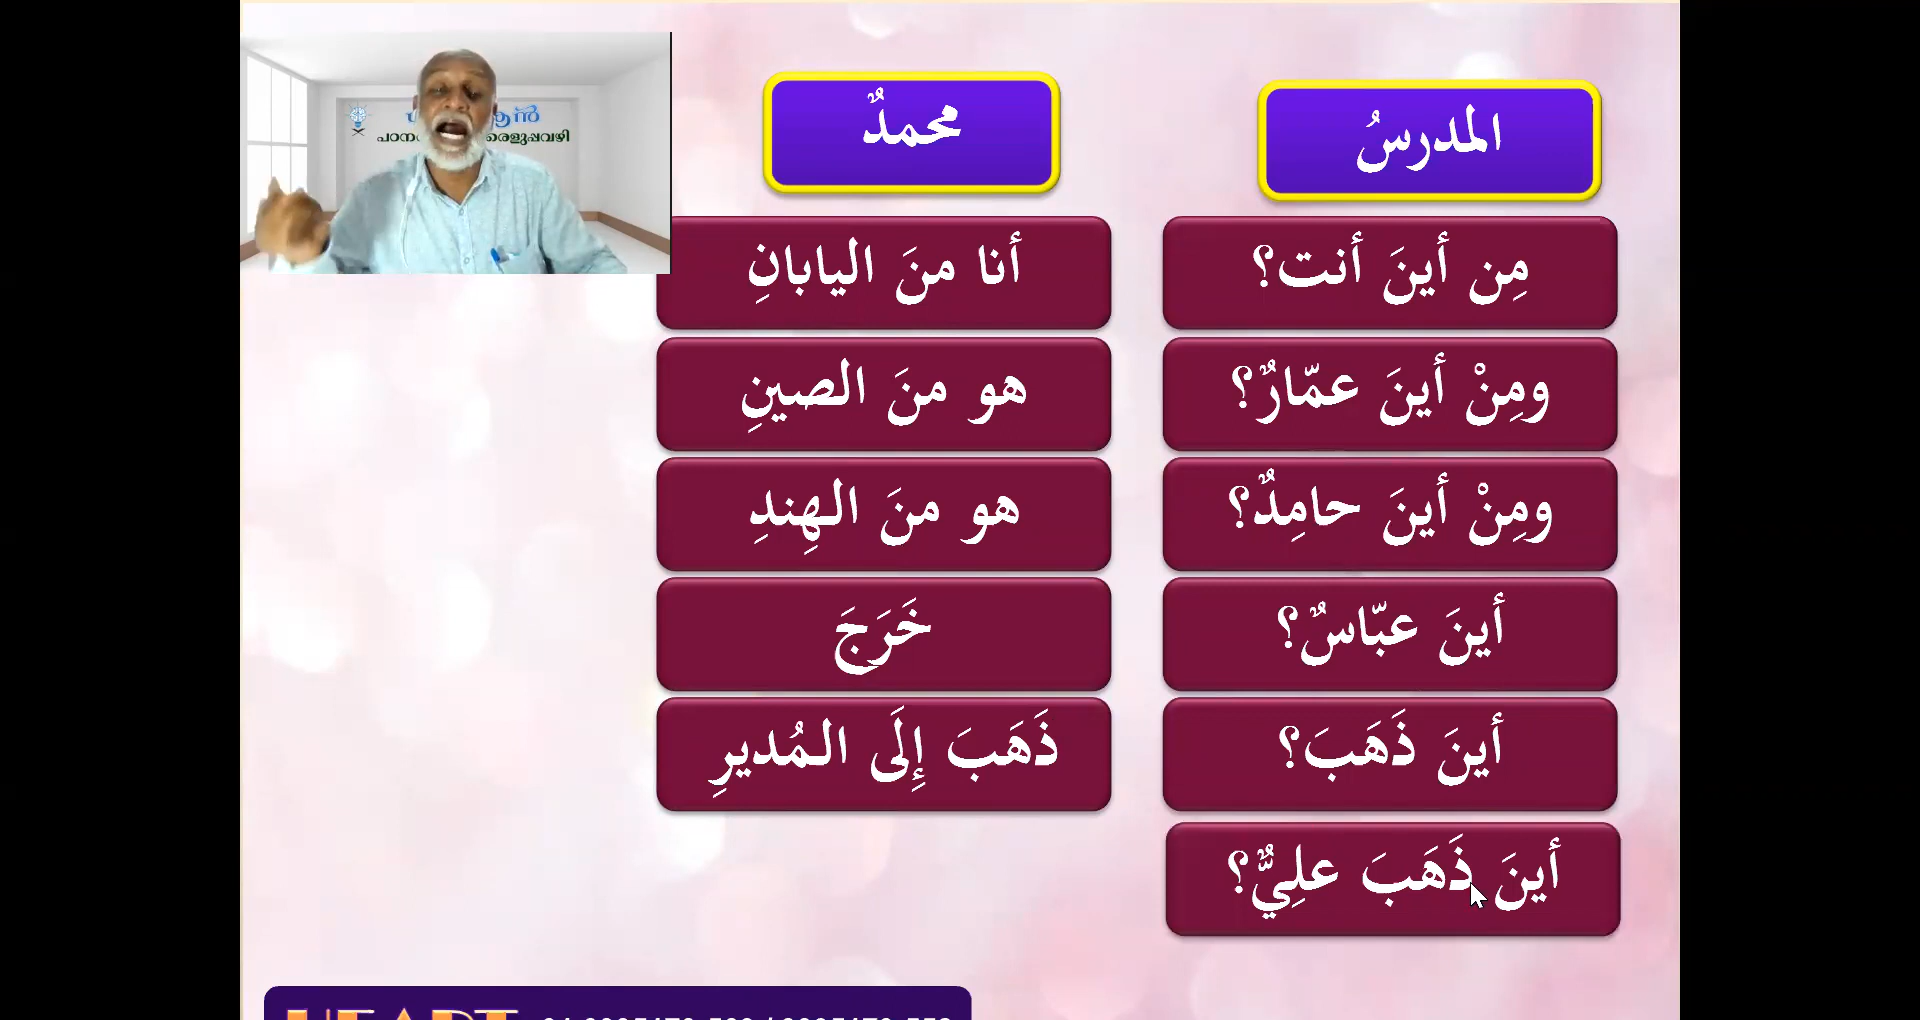 المدرسُ
محمدٌ
مِن أينَ أنت؟
أنا منَ اليابانِ
ومِنْ أينَ عمّارٌ؟
هو منَ الصينِ
ومِنْ أينَ حامِدٌ؟
هو منَ الهِندِ
أينَ عبّاسٌ؟
خَرَجَ
أينَ ذَهَبَ؟
ذَهَبَ إِلَى المُديرِ
أينَ ذَهَبَ علِيٌّ؟